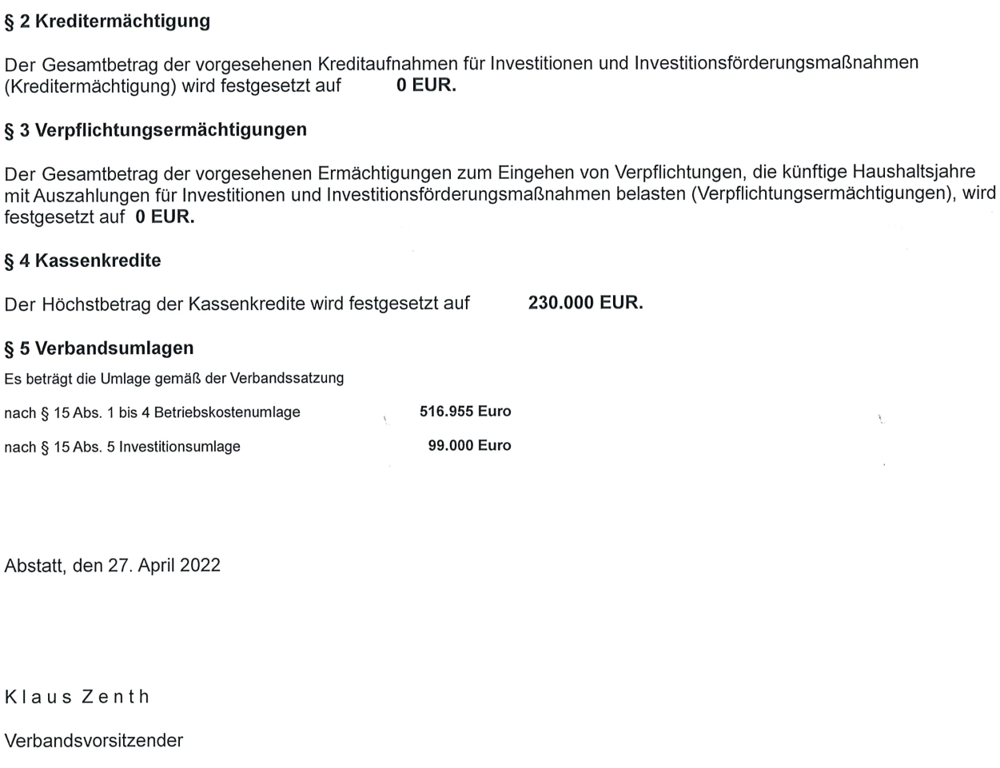 § 2 Kreditermächtigung
Der Gesamtbetrag der vorgesehenen Kreditaufnahmen für Investitionen und Investitionsförderungsmaßnahmen
(Kreditermächtigung) wird festgesetzt auf 0 EUR.
§ 3 Verpflichtungsermächtigungen
Der Gesamtbetrag der vorgesehenen Ermächtigungen zum Eingehen von Verpflichtungen, die künftige Haushaltsjahre
mit Auszahlungen für Investitionen und Investitionsförderungsmaßnahmen belasten (Verpflichtungsermächtigungen), wird
festgesetzt auf 0 EUR.
§ 4 Kassenkredite
Der Höchstbetrag der Kassenkredite wird festgesetzt auf 230.000 EUR.
§ 5 Verbandsumlagen
Es beträgt die Umlage gemäß der Verbandssatzung
nach § 15 Abs. 1 bis 4 Betriebskostenumlage 516.955 Euro
nach § 15 Abs. 5 Investitionsumlage 99.000 Euro
Abstatt, den 27. April 2022
Klaus Zenth
Verbandsvorsitzender